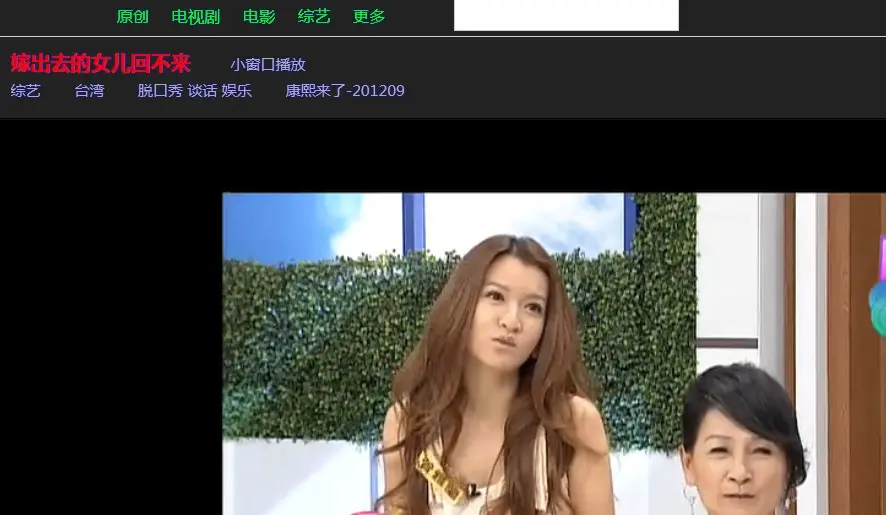 原创 电视剧 电影 综艺 更多
嫁出去的女儿回不来 小窗口播放
综艺 台湾 脱口秀 谈话 娱乐 康熙来了-201209